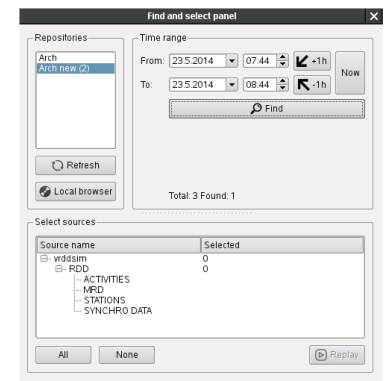 Find and select panel
Repositories
Arch
Arch new (2)
Refresh
Local browser
Time range
From: 23.5.2014 07:44 +1h
To: 23.5.2014 08:44 -1h
Now
Find
Total: 3 Found: 1
Select sources
Source name Selected
vrddsim 0
RDD 0
ACTIVITIES
MRD
STATIONS
SYNCHRO DATA
All None Replay